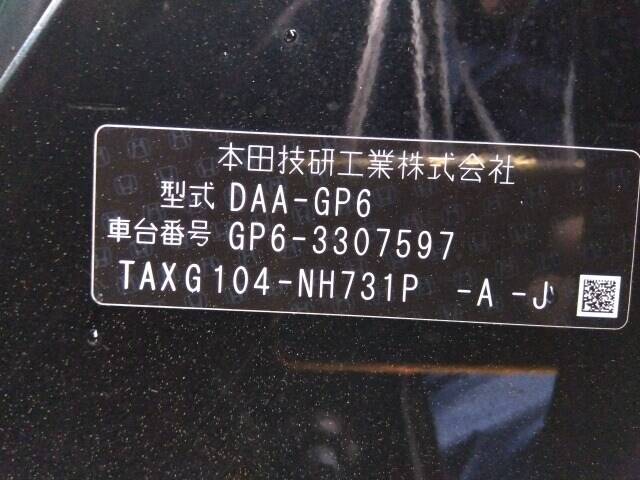 本田技研工業株式会社
型式 DAA-GP6
車台番号 GP6-3307597
TAXG104-NH731P -A -J